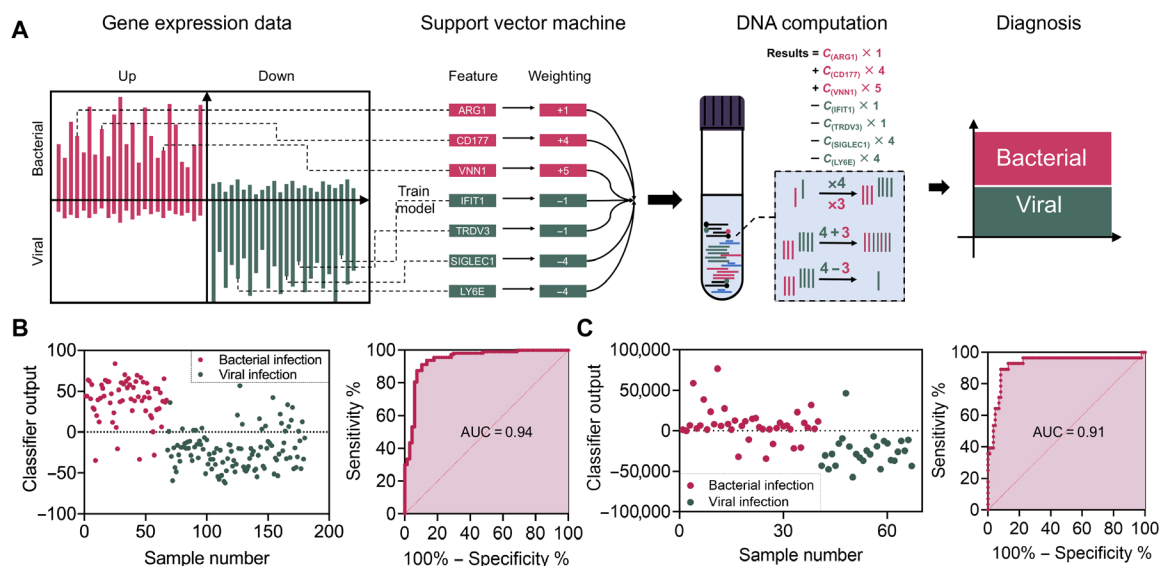 A
Gene expression data
Support vector machine
DNA computation
Diagnosis
Up
Down
Bacterial
Viral
Train
model
Feature
Weighting
ARG1
+1
CD177
+4
VNN1
+5
IFIT1
−1
TRDV3
−1
SIGLEC1
−4
LY6E
−4
Results = C(ARG1) × 1
+ C(CD177) × 4
+ C(VNN1) × 5
− C(IFIT1) × 1
− C(TRDV3) × 1
− C(SIGLEC1) × 4
− C(LY6E) × 4
×4
×3
4 + 3
4 − 3
Bacterial
Viral
B
Classifier output
100
50
0
−50
−100
0
50
100
150
200
Sample number
Bacterial infection
Viral infection
Sensitivity %
100
80
60
40
20
0
0
20
40
60
80
100
100% − Specificity %
AUC = 0.94
C
Classifier output
100,000
50,000
0
−50,000
−100,000
0
30
60
Sample number
Bacterial infection
Viral infection
Sensitivity %
100
80
60
40
20
0
0
20
40
60
80
100
100% − Specificity %
AUC = 0.91